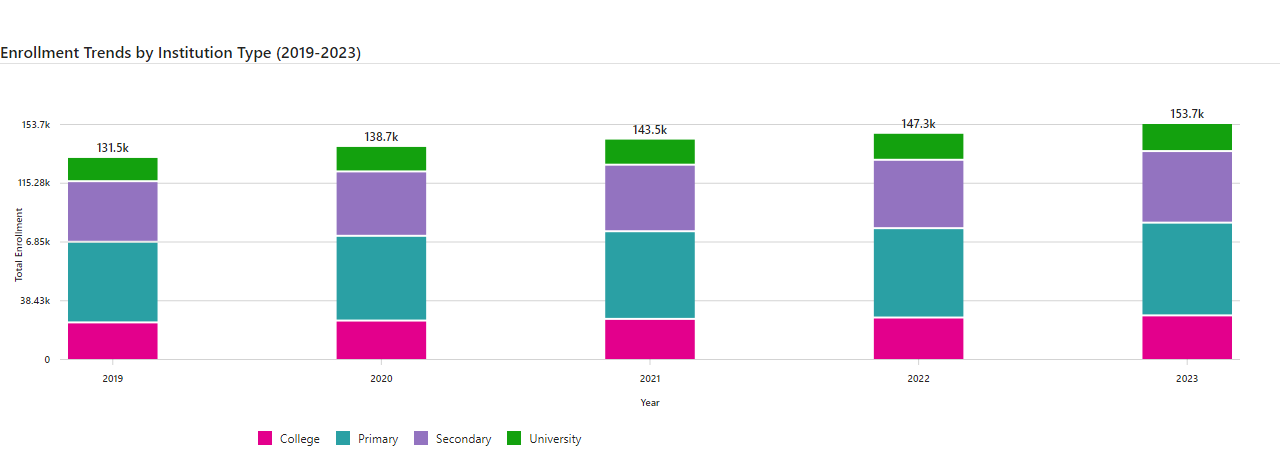 Enrollment Trends by Institution Type (2019-2023)
153.7k
115.28k
6.85k
38.43k
0
Total Enrollment
131.5k
138.7k
143.5k
147.3k
153.7k
2019 2020 2021 2022 2023
Year
College Primary Secondary University